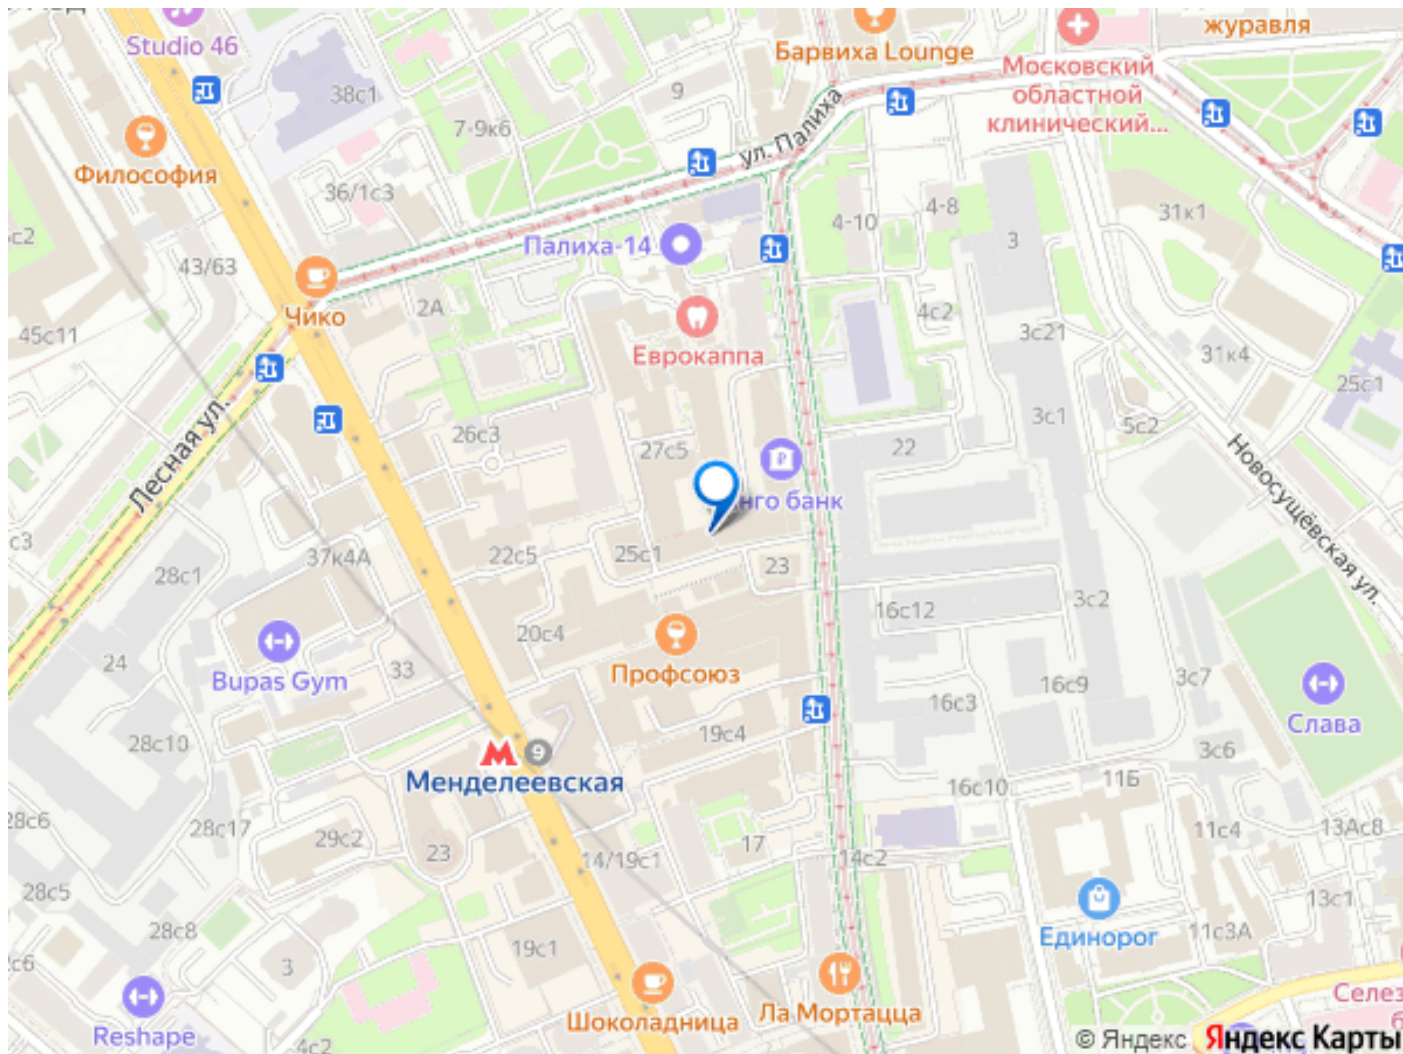 Studio 46
Барвиха Lounge
журавля
Московский
областной
клинический...
38с1
9
7-9к6
ул. Палиха
Философия
36/1с3
4-10
4-8
31к1
3
Палиха-14
43/63
45с11
Чико
2А
4с2
3с21
Еврокаппа
31к4
25с1
Лесная ул.
26с3
27с5
22
3с1
5с2
Новосущёвская ул.
нго банк
22с5
25с1
23
37к4А
28с1
16с12
3с2
20с4
Профсоюз
24
Bupas Gym
33
16с9
3с7
16с3
Слава
28с10
19с4
3с6
9
Менделеевская
16с10
11Б
28с6
28с17
29с2
23
14/19с1
17
14с2
11с4
13Ас8
28с5
13с1
28с8
19с1
Единорог
11с3А
3
Reshape
Шоколадница
Ла Мортацца
Селез
4с2
© Яндекс
Яндекс Карты